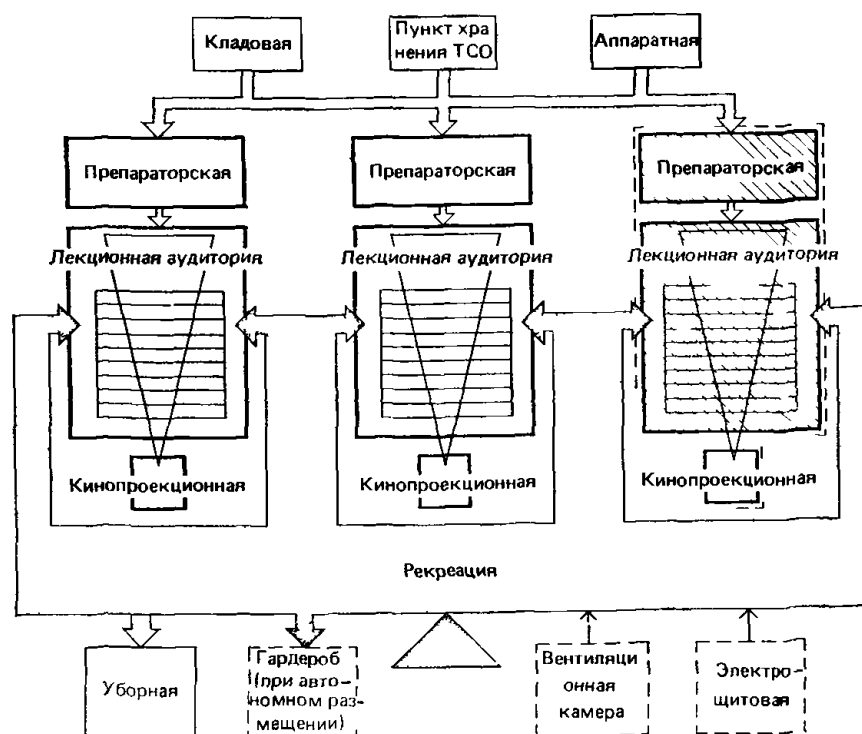 Кладовая
Пункт хра
нения ТСО
Аппаратная
Препараторская
Препараторская
Препараторская
Лекционная аудитория
Лекционная аудитория
Лекционная аудитория
Кинопроекционная
Кинопроекционная
Кинопроекционная
Рекреация
Уборная
Гардероб
(при авто-
номном раз-
мещении)
Вентиляци
онная
камера
Электро-
щитовая